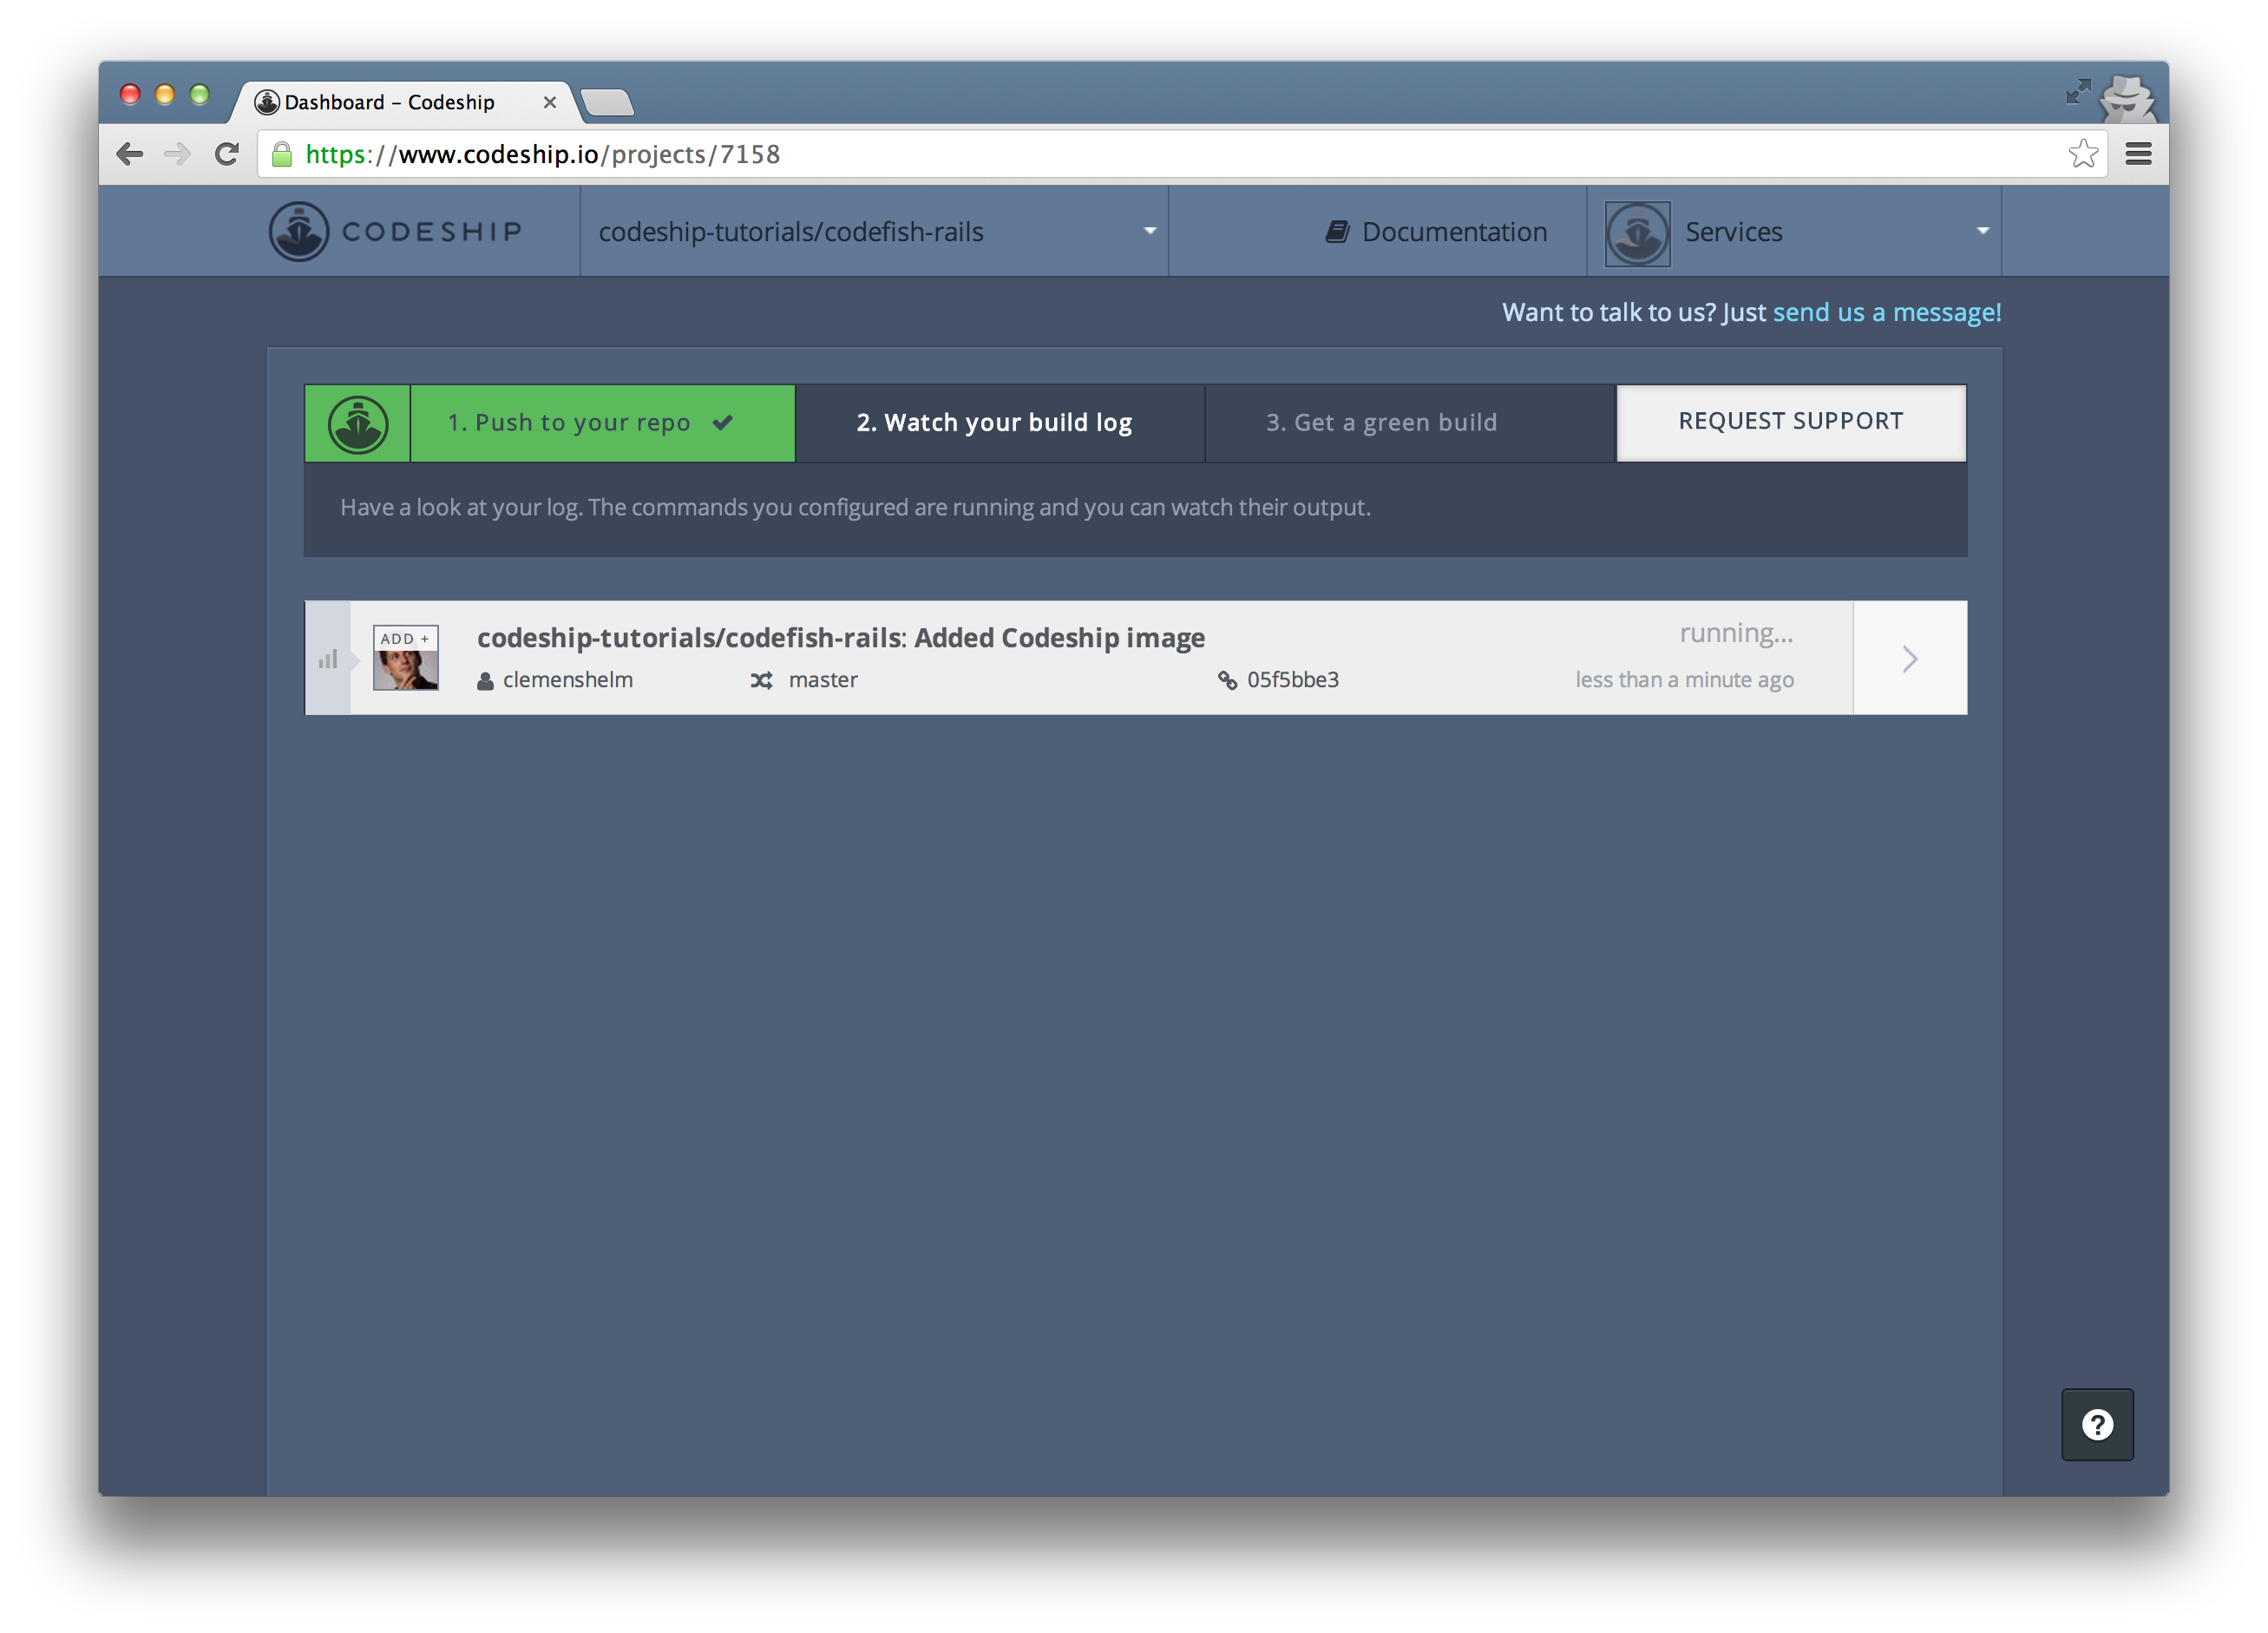 Dashboard – Codeship
https://www.codeship.io/projects/7158
CODESHIP
codeship-tutorials/codefish-rails
Documentation
Services
Want to talk to us? Just send us a message!
1. Push to your repo
2. Watch your build log
3. Get a green build
REQUEST SUPPORT
Have a look at your log. The commands you configured are running and you can watch their output.
ADD +
codeship-tutorials/codefish-rails: Added Codeship image
running...
clemenshelm
master
05f5bbe3
less than a minute ago
?